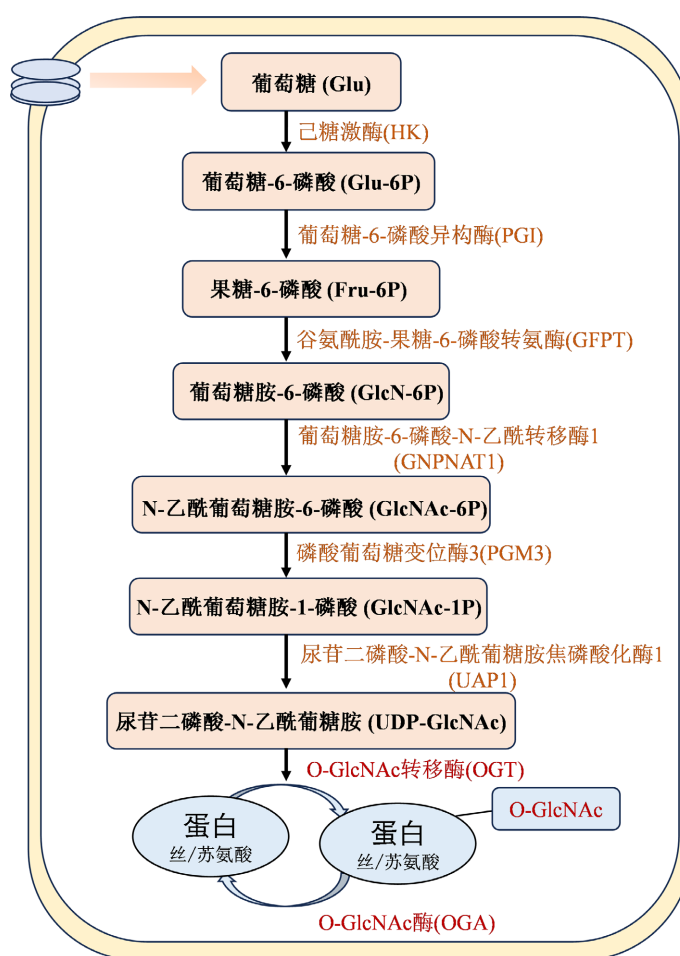 葡萄糖 (Glu)
己糖激酶(HK)
葡萄糖-6-磷酸 (Glu-6P)
葡萄糖-6-磷酸异构酶(PGI)
果糖-6-磷酸 (Fru-6P)
谷氨酰胺-果糖-6-磷酸转氨酶(GFPT)
葡萄糖胺-6-磷酸 (GlcN-6P)
葡萄糖胺-6-磷酸-N-乙酰转移酶1
(GNPNAT1)
N-乙酰葡萄糖胺-6-磷酸 (GlcNAc-6P)
磷酸葡萄糖变位酶3(PGM3)
N-乙酰葡萄糖胺-1-磷酸 (GlcNAc-1P)
尿苷二磷酸-N-乙酰葡糖胺焦磷酸化酶1
(UAP1)
尿苷二磷酸-N-乙酰葡糖胺 (UDP-GlcNAc)
O-GlcNAc转移酶(OGT)
O-GlcNAc
蛋白
丝/苏氨酸
蛋白
丝/苏氨酸
O-GlcNAc酶(OGA)